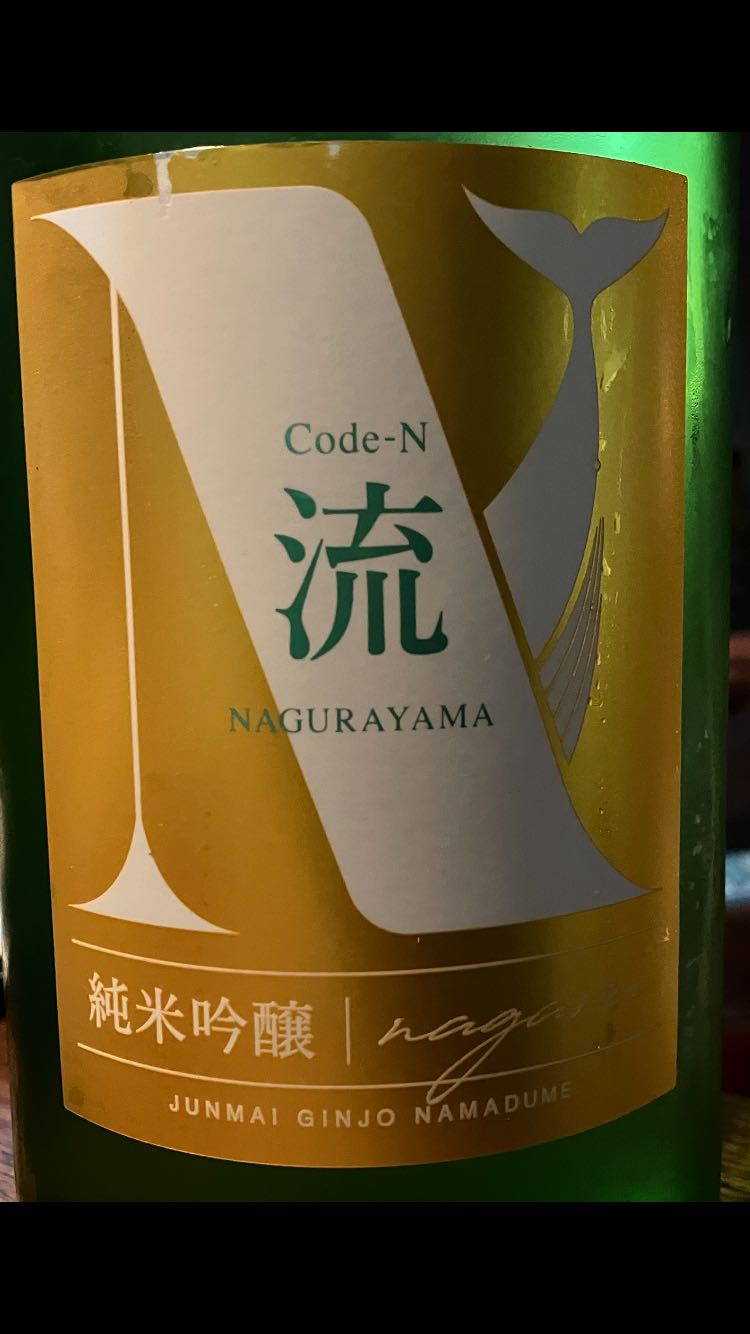 Code-N
流
NAGURAYAMA
純米吟醸
JUNMAI GINJO NAMADUME